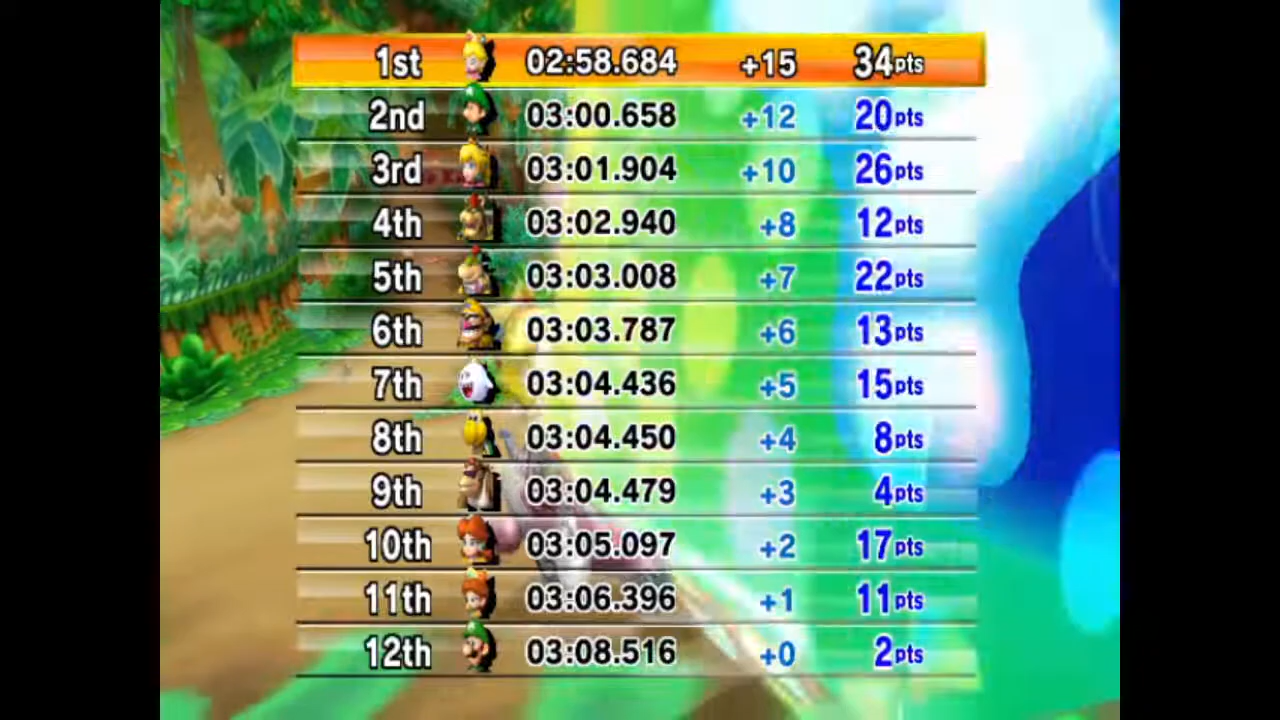 1st 02:58.684 +15 34pts
2nd 03:00.658 +12 20pts
3rd 03:01.904 +10 26pts
4th 03:02.940 +8 12pts
5th 03:03.008 +7 22pts
6th 03:03.787 +6 13pts
7th 03:04.436 +5 15pts
8th 03:04.450 +4 8pts
9th 03:04.479 +3 4pts
10th 03:05.097 +2 17pts
11th 03:06.396 +1 11pts
12th 03:08.516 +0 2pts